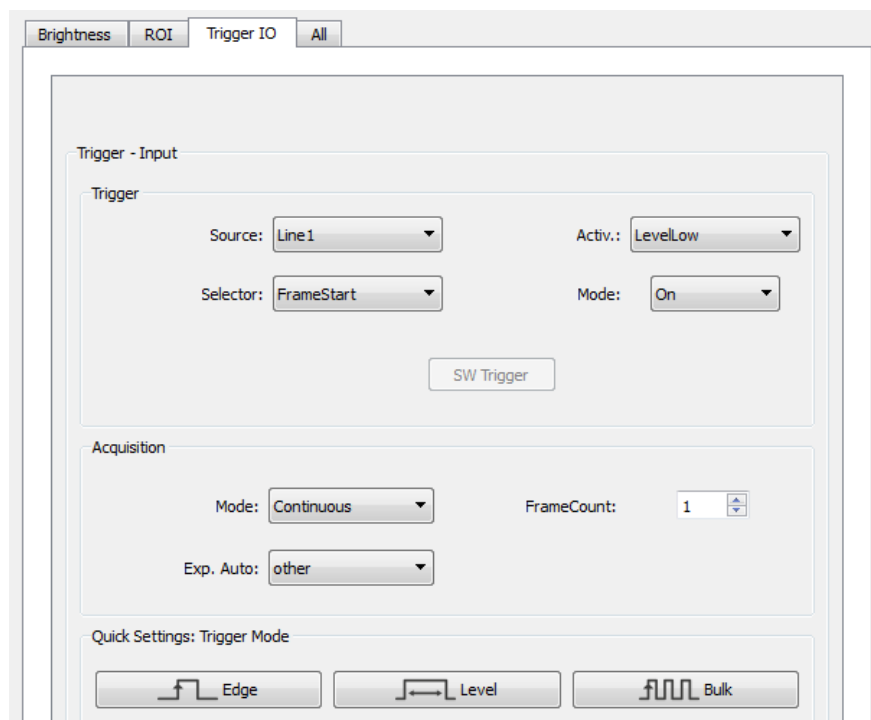 Brightness ROI Trigger IO All
Trigger - Input
Trigger
Source: Line1 Activ.: LevelLow
Selector: FrameStart Mode: On
SW Trigger
Acquisition
Mode: Continuous FrameCount: 1
Exp. Auto: other
Quick Settings: Trigger Mode
Edge Level Bulk